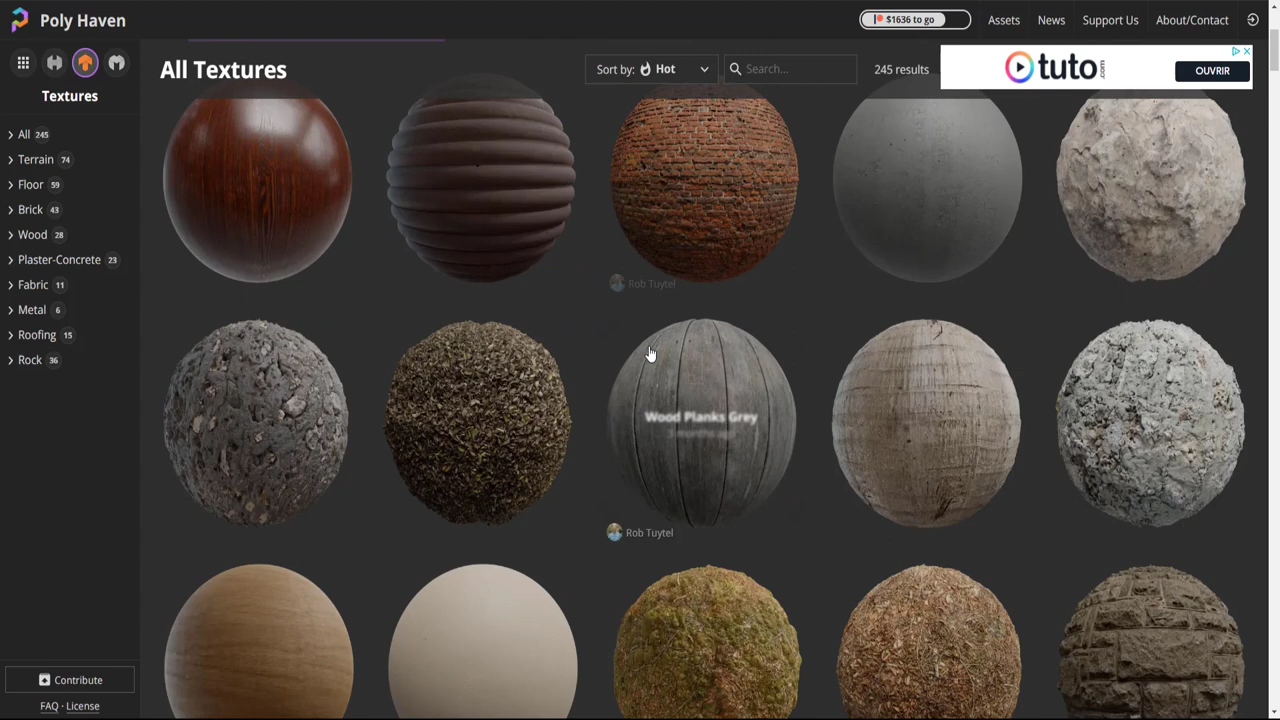 Poly Haven
$1636 to go
Assets
News
Support Us
About/Contact
Textures
All 245
Terrain 74
Floor 59
Brick 43
Wood 28
Plaster-Concrete 23
Fabric 11
Metal 6
Roofing 15
Rock 36
Contribute
FAQ · License
All Textures
Sort by: Hot
Search...
245 results
tuto.com
OUVRIR
Rob Tuytel
Wood Planks Grey
Rob Tuytel